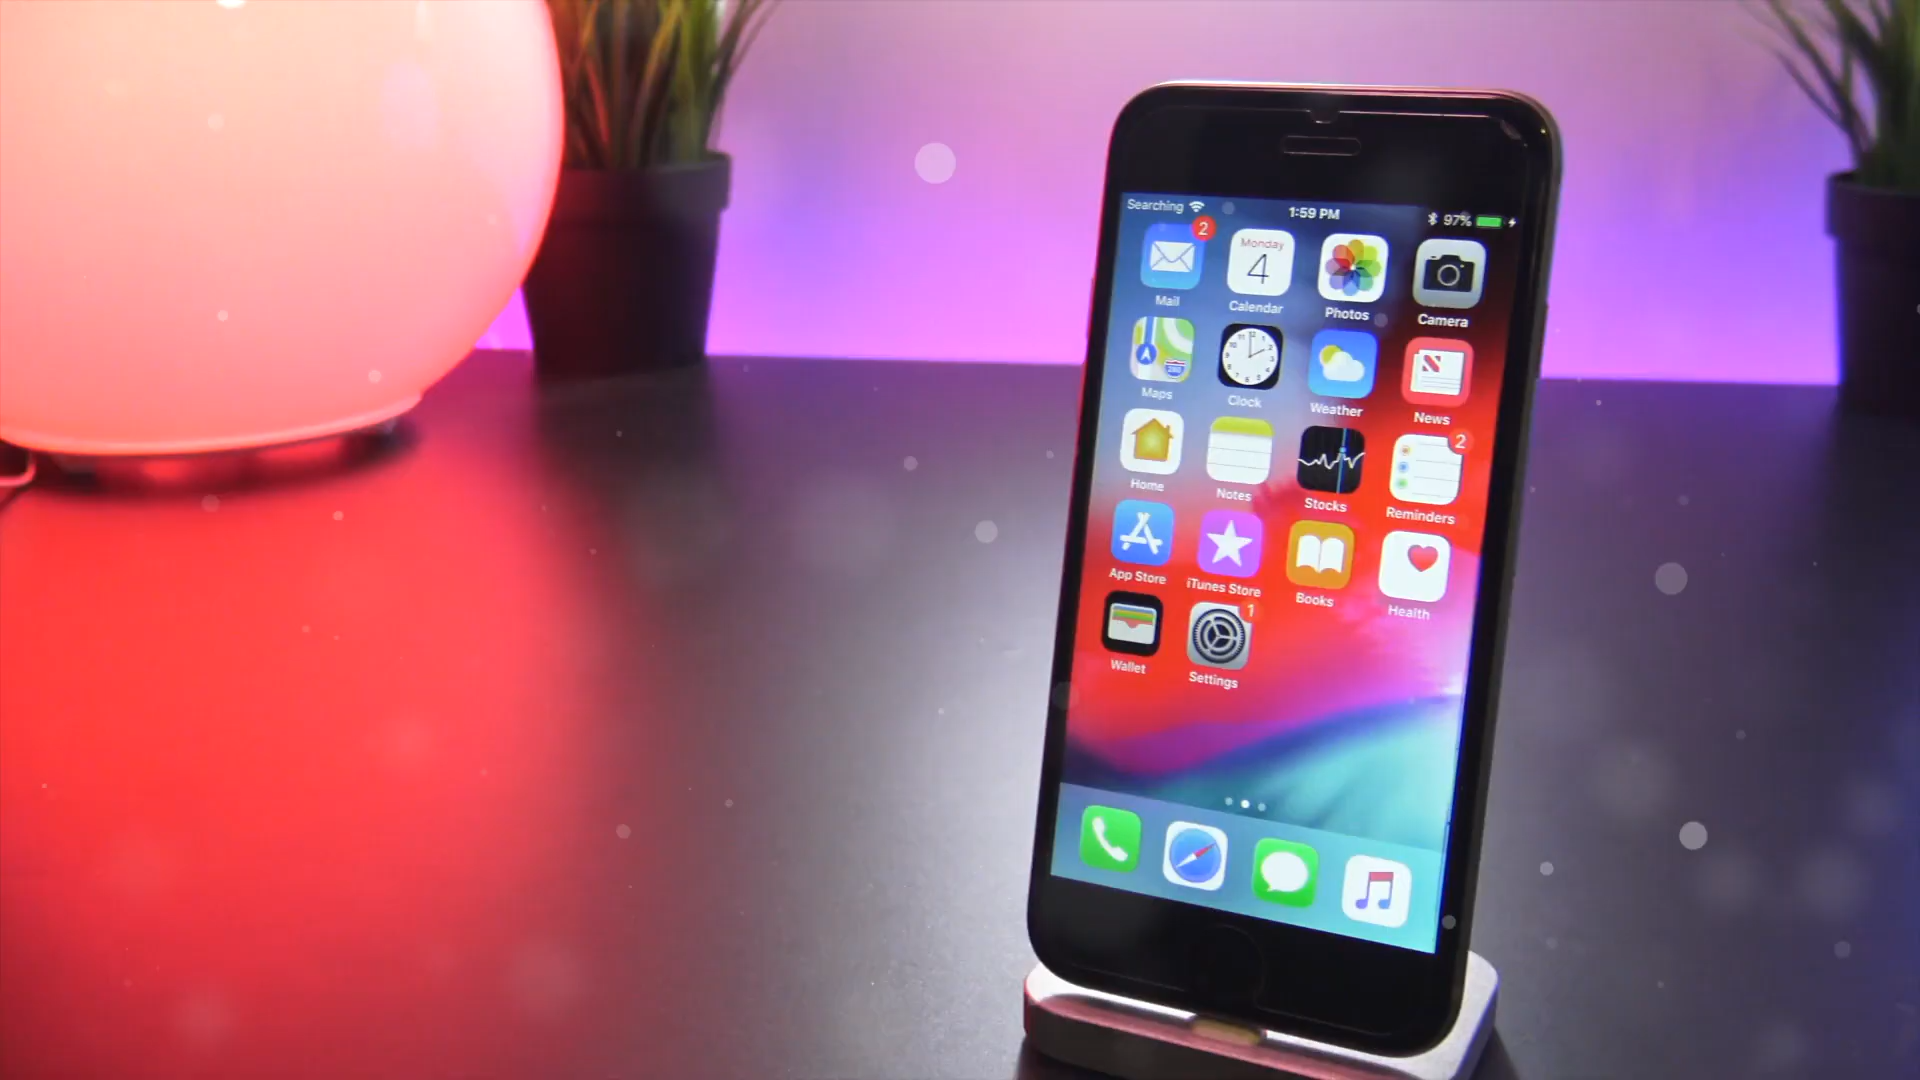 Searching 1:59 PM 97%
2
Monday
4
Mail Calendar Photos Camera
Maps Clock Weather News
2
Home Notes Stocks Reminders
App Store iTunes Store Books Health
1
Wallet Settings